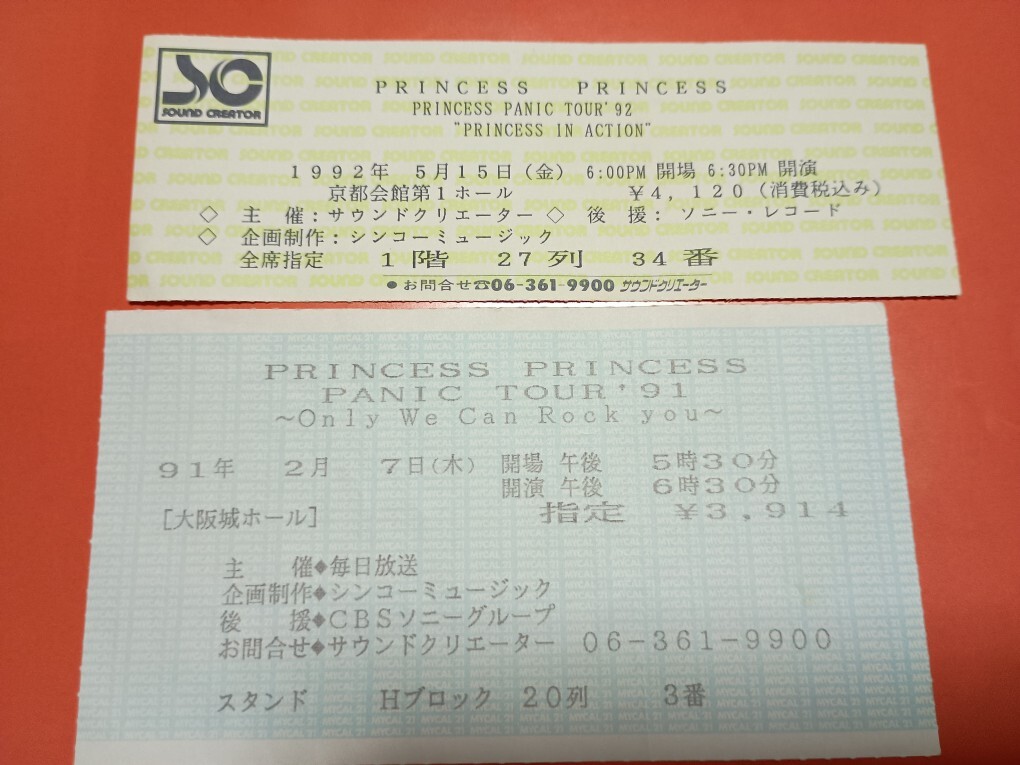 SC
SOUND CREATOR
PRINCESS PRINCESS
PRINCESS PANIC TOUR'92
"PRINCESS IN ACTION"
1992年 5月15日(金) 6:00PM 開場 6:30PM 開演
京都会館第1ホール ¥4,120(消費税込み)
◇ 主 催:サウンドクリエーター◇ 後 援: ソニー・レコード
◇ 企画制作:シンコーミュージック
全席指定 1階 27列 34番
●お問合せ☎06-361-9900 サウンドクリエーター
PRINCESS PRINCESS
PANIC TOUR'91
~Only We Can Rock you~
91年 2月 7日(木) 開場 午後 5時30分
開演 午後 6時30分
[大阪城ホール] 指定 ¥3,914
主 催◆毎日放送
企画制作◆シンコーミュージック
後 援◆CBSソニーグループ
お問合せ◆サウンドクリエーター 06-361-9900
スタンド Hブロック 20列 3番